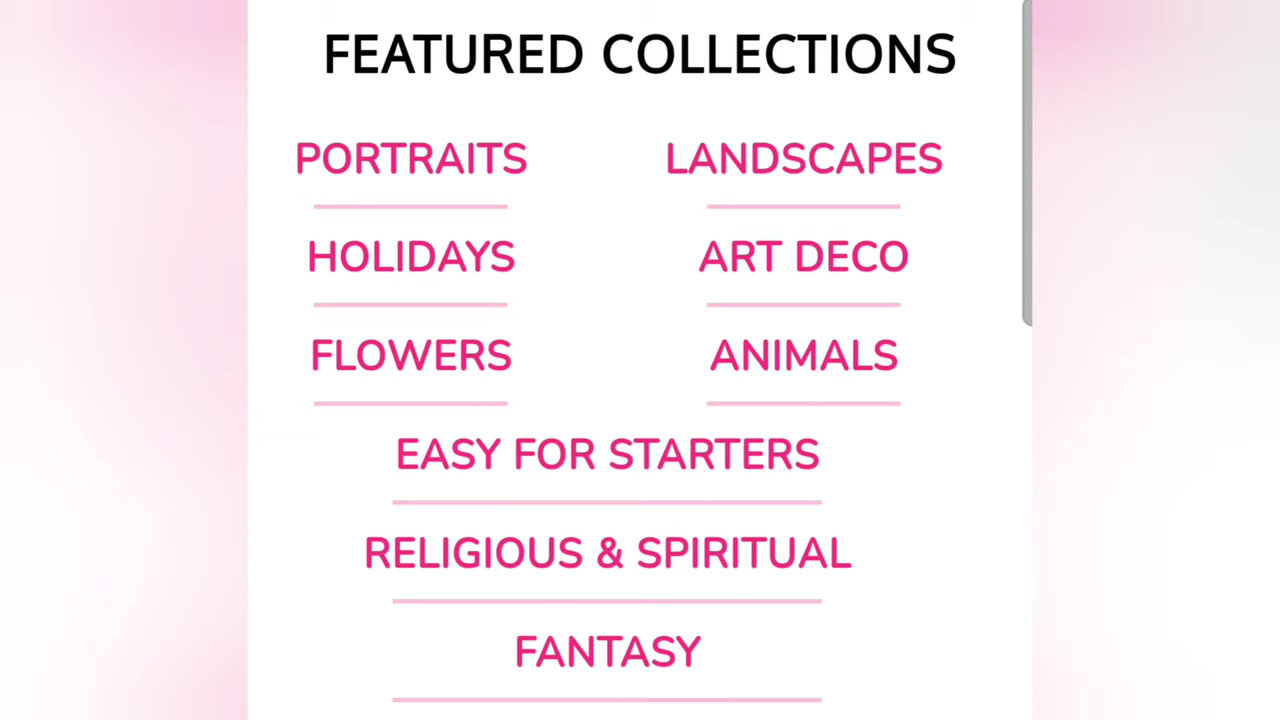 FEATURED COLLECTIONS
PORTRAITS LANDSCAPES
HOLIDAYS ART DECO
FLOWERS ANIMALS
EASY FOR STARTERS
RELIGIOUS & SPIRITUAL
FANTASY